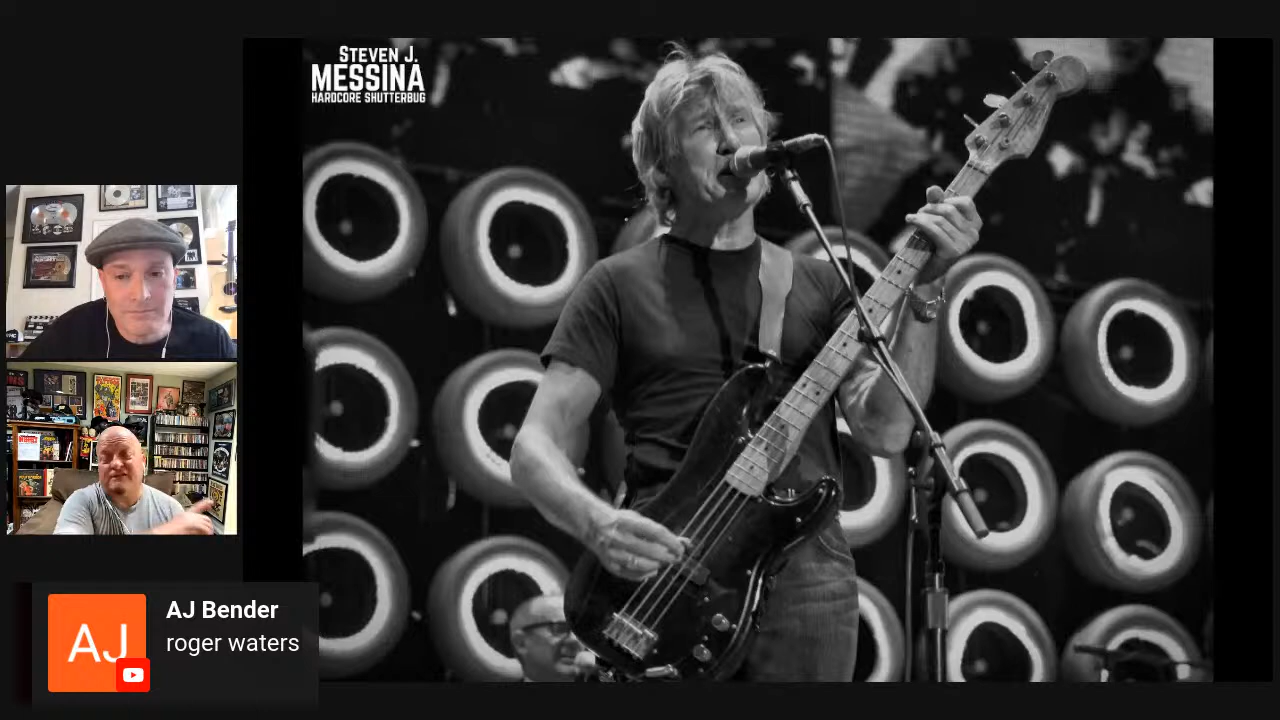 STEVEN J.
MESSINA
HARDCORE SHUTTERBUG
AJ
AJ Bender
roger waters